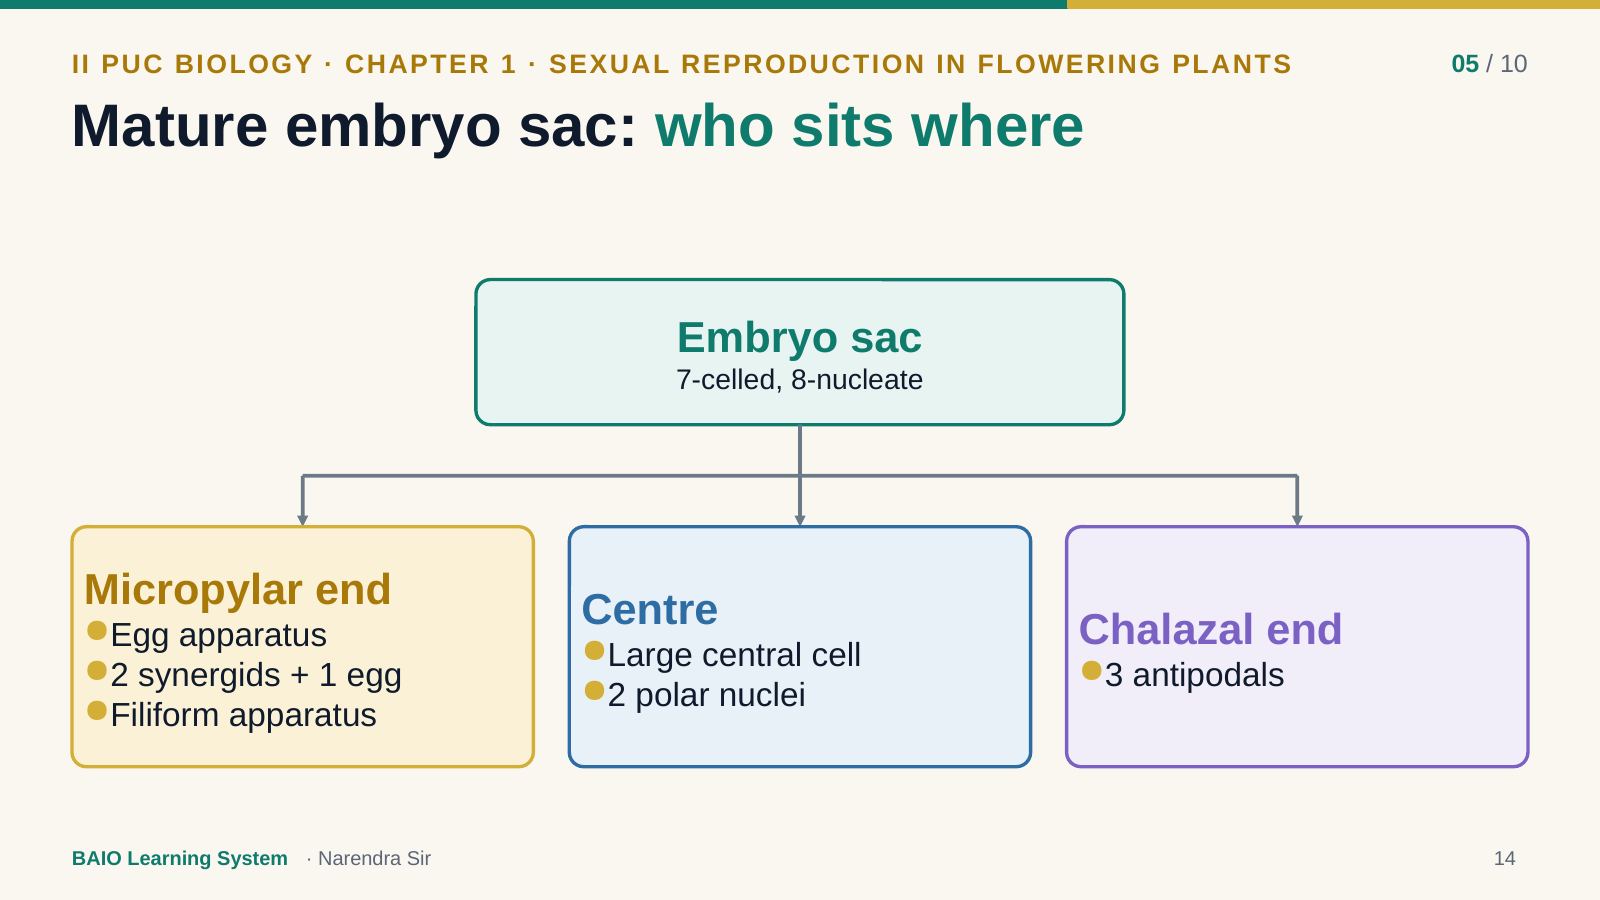 II PUC BIOLOGY · CHAPTER 1 · SEXUAL REPRODUCTION IN FLOWERING PLANTS
05 / 10
Mature embryo sac: who sits where
Embryo sac
7-celled, 8-nucleate
Micropylar end
Egg apparatus
2 synergids + 1 egg
Filiform apparatus
Centre
Large central cell
2 polar nuclei
Chalazal end
3 antipodals
BAIO Learning System · Narendra Sir
14